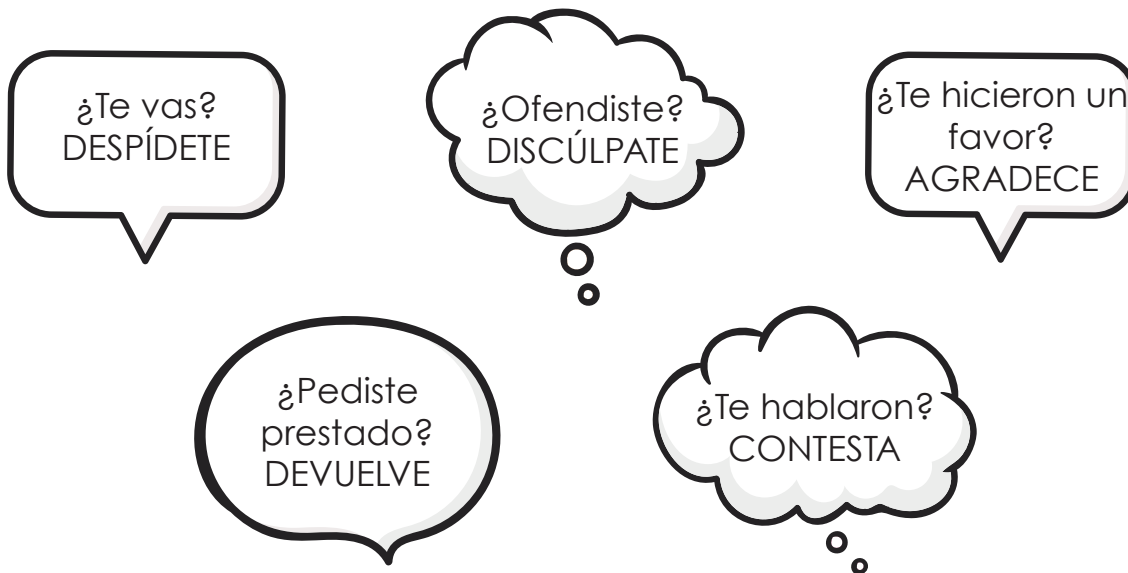 ¿Te vas?
DESPÍDETE
¿Ofendiste?
DISCÚLPATE
¿Te hicieron un
favor?
AGRADECE
¿Pediste
prestado?
DEVUELVE
¿Te hablaron?
CONTESTA